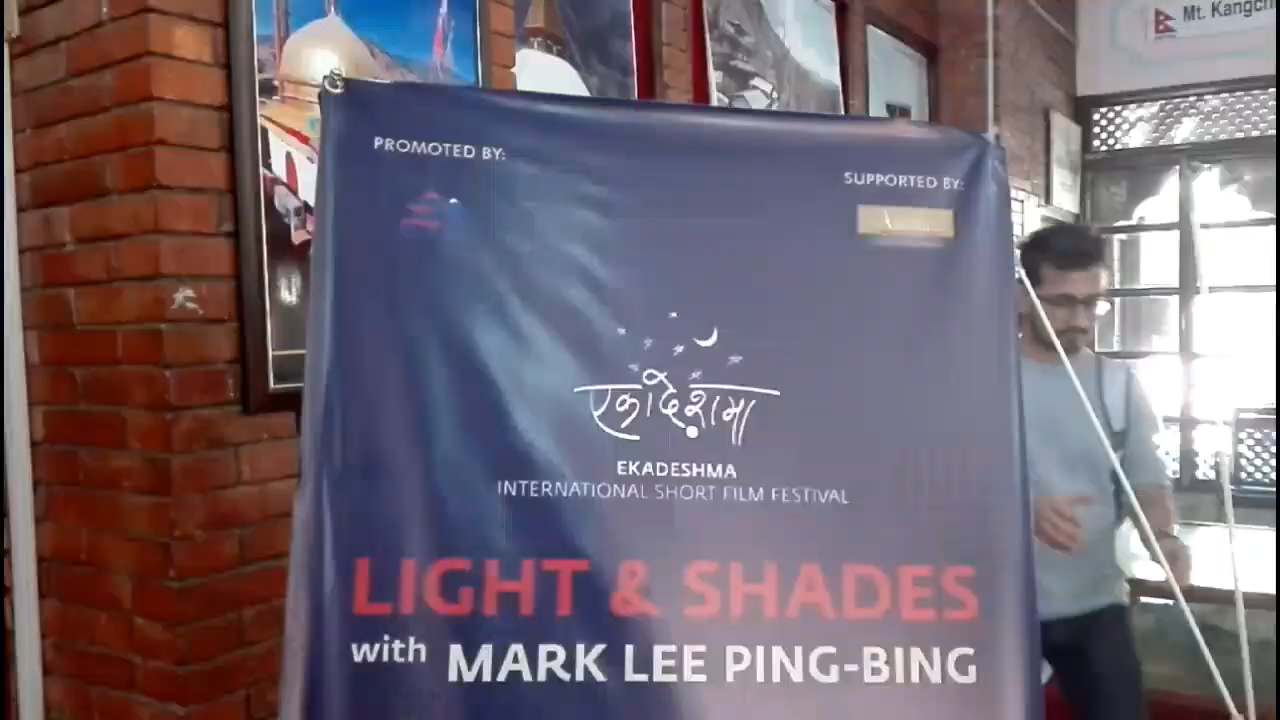 Mt. Kangch
PROMOTED BY:
SUPPORTED BY:
एकादेशमा
EKADESHMA
INTERNATIONAL SHORT FILM FESTIVAL
LIGHT & SHADES
with MARK LEE PING-BING